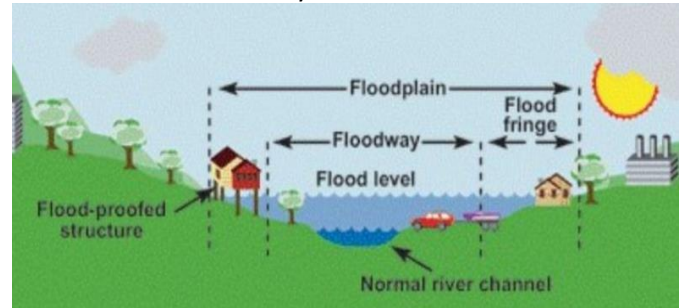 Floodplain
Flood
fringe
Floodway
Flood level
Flood-proofed
structure
Normal river channel